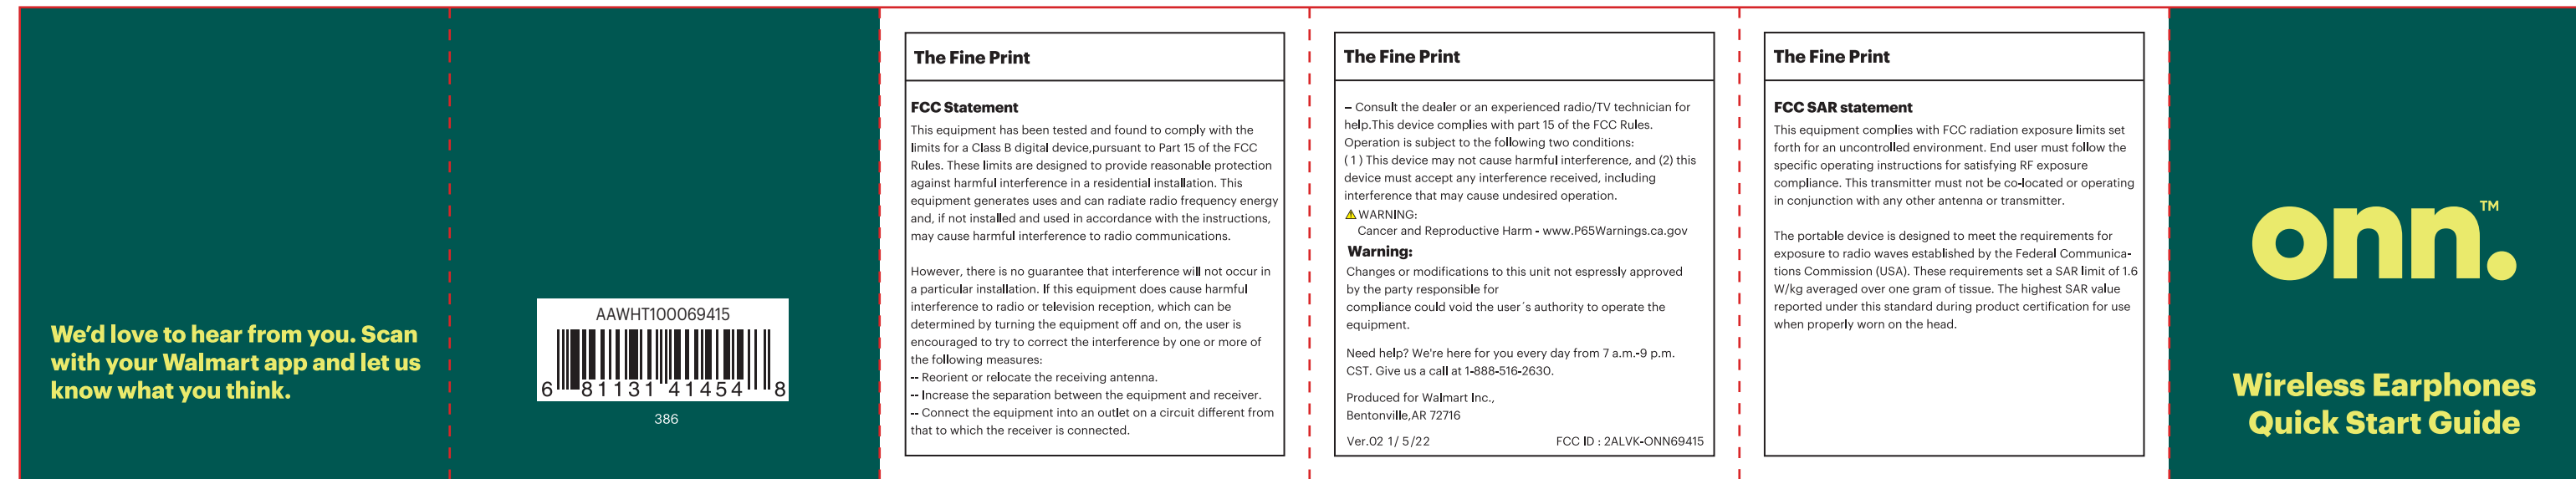 We'd love to hear from you. Scan
with your Walmart app and let us
know what you think.
AAWHT100069415
6 81131 41454 8
386
The Fine Print
FCC Statement
This equipment has been tested and found to comply with the
limits for a Class B digital device,pursuant to Part 15 of the FCC
Rules. These limits are designed to provide reasonable protection
against harmful interference in a residential installation. This
equipment generates uses and can radiate radio frequency energy
and, if not installed and used in accordance with the instructions,
may cause harmful interference to radio communications.
However, there is no guarantee that interference will not occur in
a particular installation. If this equipment does cause harmful
interference to radio or television reception, which can be
determined by turning the equipment off and on, the user is
encouraged to try to correct the interference by one or more of
the following measures:
-- Reorient or relocate the receiving antenna.
-- Increase the separation between the equipment and receiver.
-- Connect the equipment into an outlet on a circuit different from
that to which the receiver is connected.
The Fine Print
– Consult the dealer or an experienced radio/TV technician for
help.This device complies with part 15 of the FCC Rules.
Operation is subject to the following two conditions:
( 1 ) This device may not cause harmful interference, and (2) this
device must accept any interference received, including
interference that may cause undesired operation.
⚠WARNING:
Cancer and Reproductive Harm - www.P65Warnings.ca.gov
Warning:
Changes or modifications to this unit not espressly approved
by the party responsible for
compliance could void the user´s authority to operate the
equipment.
Need help? We're here for you every day from 7 a.m.-9 p.m.
CST. Give us a call at 1-888-516-2630.
Produced for Walmart Inc.,
Bentonville,AR 72716
Ver.02 1/ 5/22 FCC ID : 2ALVK-ONN69415
The Fine Print
FCC SAR statement
This equipment complies with FCC radiation exposure limits set
forth for an uncontrolled environment. End user must follow the
specific operating instructions for satisfying RF exposure
compliance. This transmitter must not be co-located or operating
in conjunction with any other antenna or transmitter.
The portable device is designed to meet the requirements for
exposure to radio waves established by the Federal Communica-
tions Commission (USA). These requirements set a SAR limit of 1.6
W/kg averaged over one gram of tissue. The highest SAR value
reported under this standard during product certification for use
when properly worn on the head.
onn.™
Wireless Earphones
Quick Start Guide